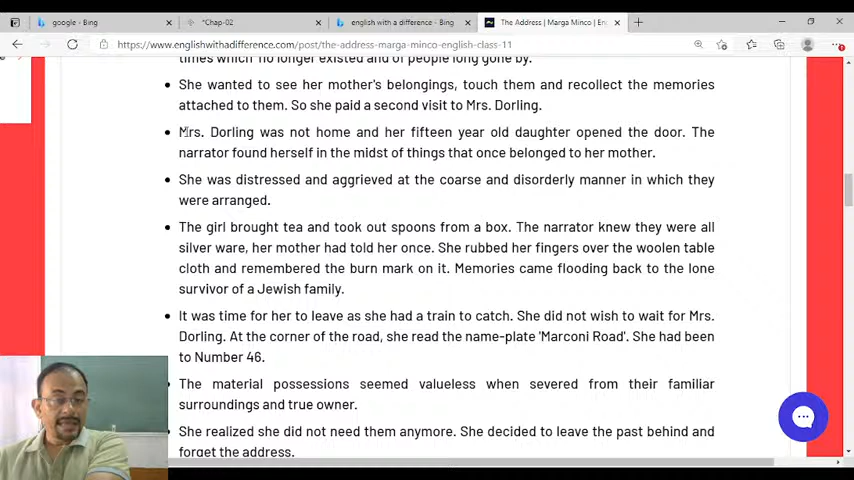 google - Bing
*Chap-02
english with a difference - Bing
The Address | Marga Minco | En
https://www.englishwithadifference.com/post/the-address-marga-minco-english-class-11
times which no longer existed and of people long gone by.
She wanted to see her mother's belongings, touch them and recollect the memories
attached to them. So she paid a second visit to Mrs. Dorling.
Mrs. Dorling was not home and her fifteen year old daughter opened the door. The
narrator found herself in the midst of things that once belonged to her mother.
She was distressed and aggrieved at the coarse and disorderly manner in which they
were arranged.
The girl brought tea and took out spoons from a box. The narrator knew they were all
silver ware, her mother had told her once. She rubbed her fingers over the woolen table
cloth and remembered the burn mark on it. Memories came flooding back to the lone
survivor of a Jewish family.
It was time for her to leave as she had a train to catch. She did not wish to wait for Mrs.
Dorling. At the corner of the road, she read the name-plate 'Marconi Road'. She had been
to Number 46.
The material possessions seemed valueless when severed from their familiar
surroundings and true owner.
She realized she did not need them anymore. She decided to leave the past behind and
forget the address.